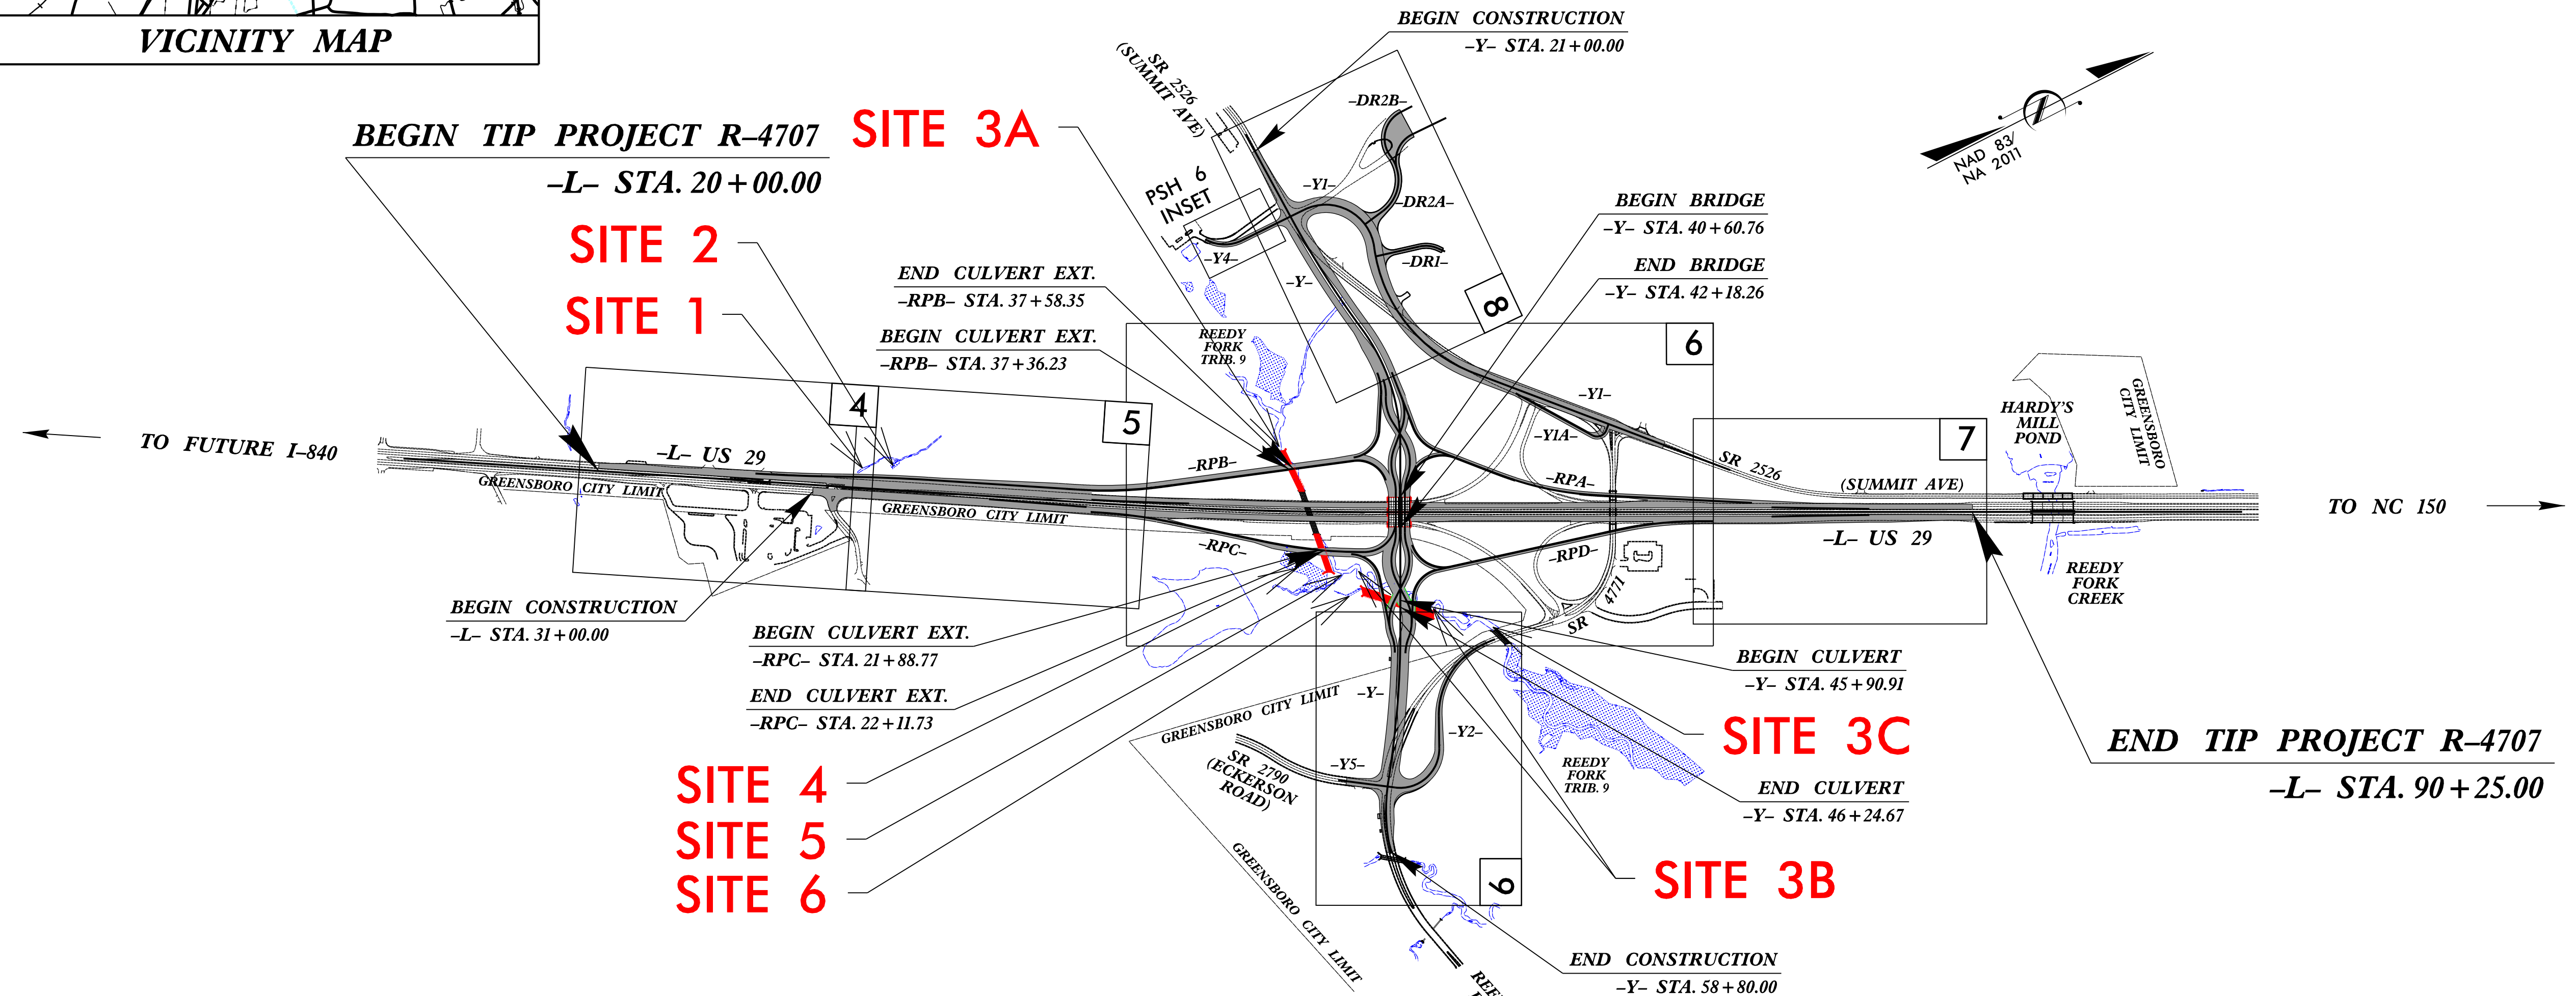 VICINITY MAP
BEGIN CONSTRUCTION
–Y– STA. 21+00.00
SR 2526
(SUMMIT AVE)
–DR2B–
NAD 83/
NA 2011
BEGIN TIP PROJECT R–4707
–L– STA. 20+00.00
SITE 3A
PSH 6
INSET
–Y1–
–DR2A–
–Y4–
–DR1–
–Y–
8
BEGIN BRIDGE
–Y– STA. 40+60.76
END BRIDGE
–Y– STA. 42+18.26
SITE 2
SITE 1
END CULVERT EXT.
–RPB– STA. 37+58.35
BEGIN CULVERT EXT.
–RPB– STA. 37+36.23
REEDY
FORK
TRIB. 9
6
4
5
7
–Y1–
–Y1A–
HARDY'S
MILL
POND
GREENSBORO
CITY LIMIT
TO FUTURE I–840
–L– US 29
GREENSBORO CITY LIMIT
GREENSBORO CITY LIMIT
–RPB–
–RPA–
SR 2526
(SUMMIT AVE)
TO NC 150
–L– US 29
–RPC–
–RPD–
SR 4771
REEDY
FORK
CREEK
BEGIN CONSTRUCTION
–L– STA. 31+00.00
BEGIN CULVERT EXT.
–RPC– STA. 21+88.77
END CULVERT EXT.
–RPC– STA. 22+11.73
BEGIN CULVERT
–Y– STA. 45+90.91
SITE 3C
END TIP PROJECT R–4707
–L– STA. 90+25.00
GREENSBORO CITY LIMIT
–Y–
–Y2–
–Y5–
SR 2790
(ECKERSON
ROAD)
REEDY
FORK
TRIB. 9
END CULVERT
–Y– STA. 46+24.67
SITE 4
SITE 5
SITE 6
SITE 3B
9
GREENSBORO CITY LIMIT
END CONSTRUCTION
–Y– STA. 58+80.00